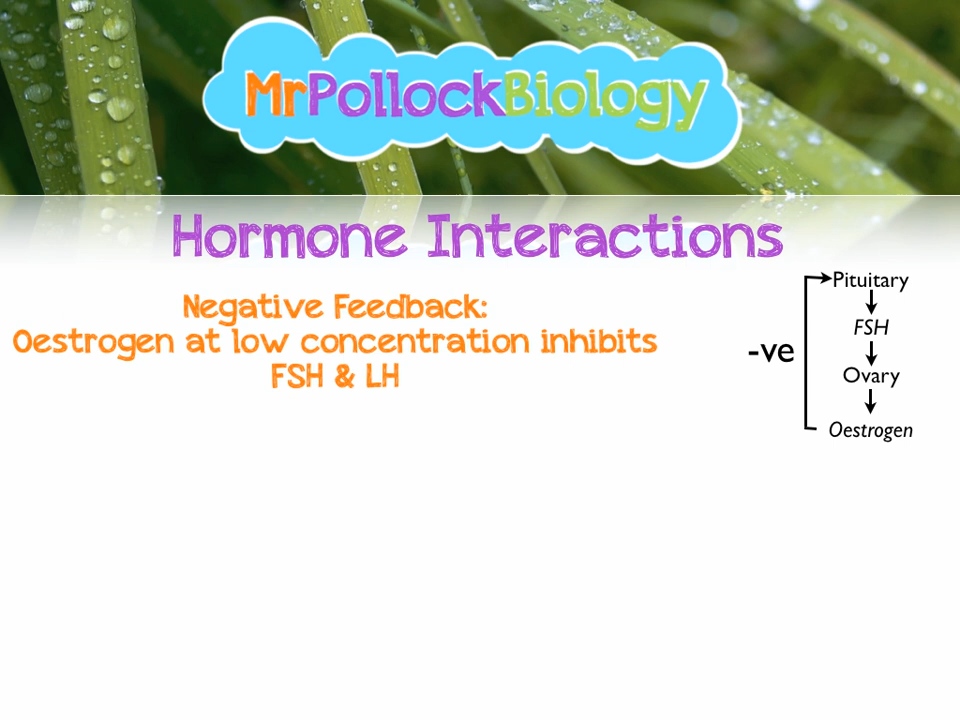 MrPollockBiology
Hormone Interactions
Negative Feedback:
Oestrogen at low concentration inhibits
FSH & LH
-ve
Pituitary
FSH
Ovary
Oestrogen